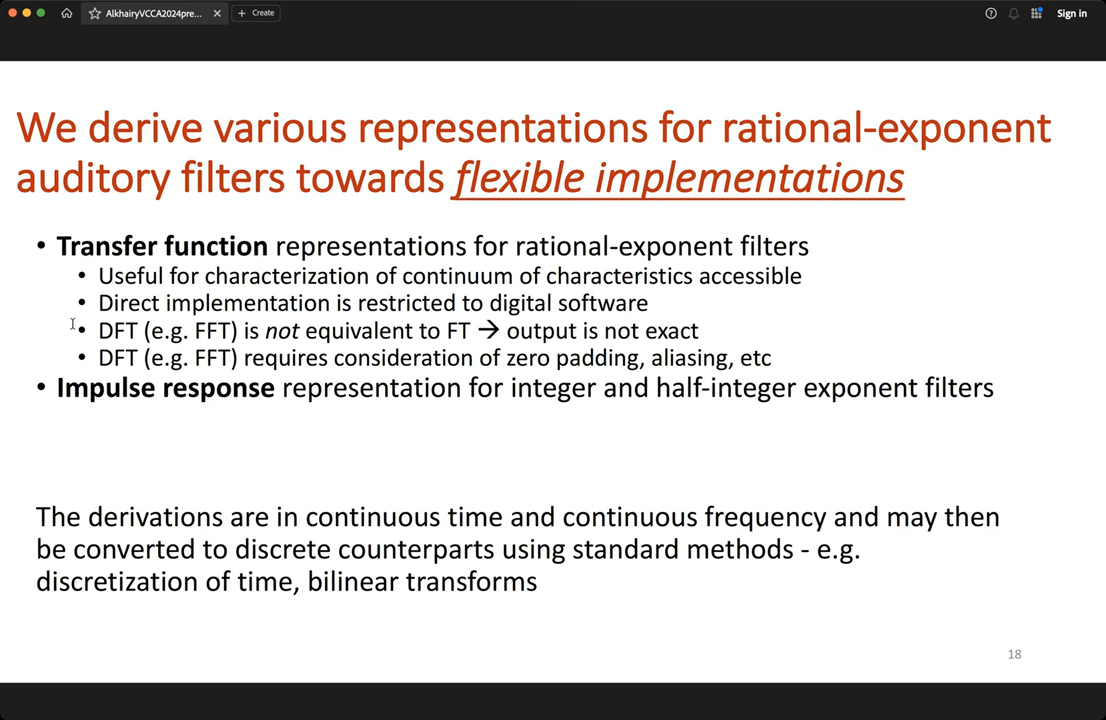 AlkhairyVCCA2024pre...
Create
Sign in
We derive various representations for rational-exponent
auditory filters towards flexible implementations
• Transfer function representations for rational-exponent filters
• Useful for characterization of continuum of characteristics accessible
• Direct implementation is restricted to digital software
• DFT (e.g. FFT) is not equivalent to FT → output is not exact
• DFT (e.g. FFT) requires consideration of zero padding, aliasing, etc
• Impulse response representation for integer and half-integer exponent filters
The derivations are in continuous time and continuous frequency and may then
be converted to discrete counterparts using standard methods - e.g.
discretization of time, bilinear transforms
18